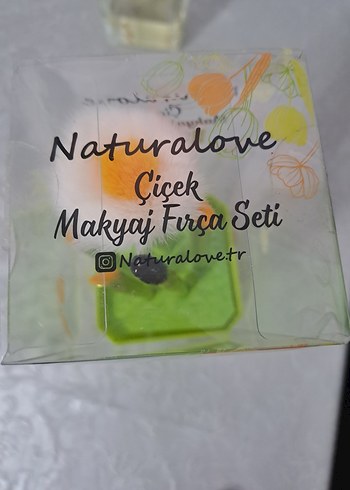 Naturalove
Çiçek
Makyaj Fırça Seti
Naturalove.tr